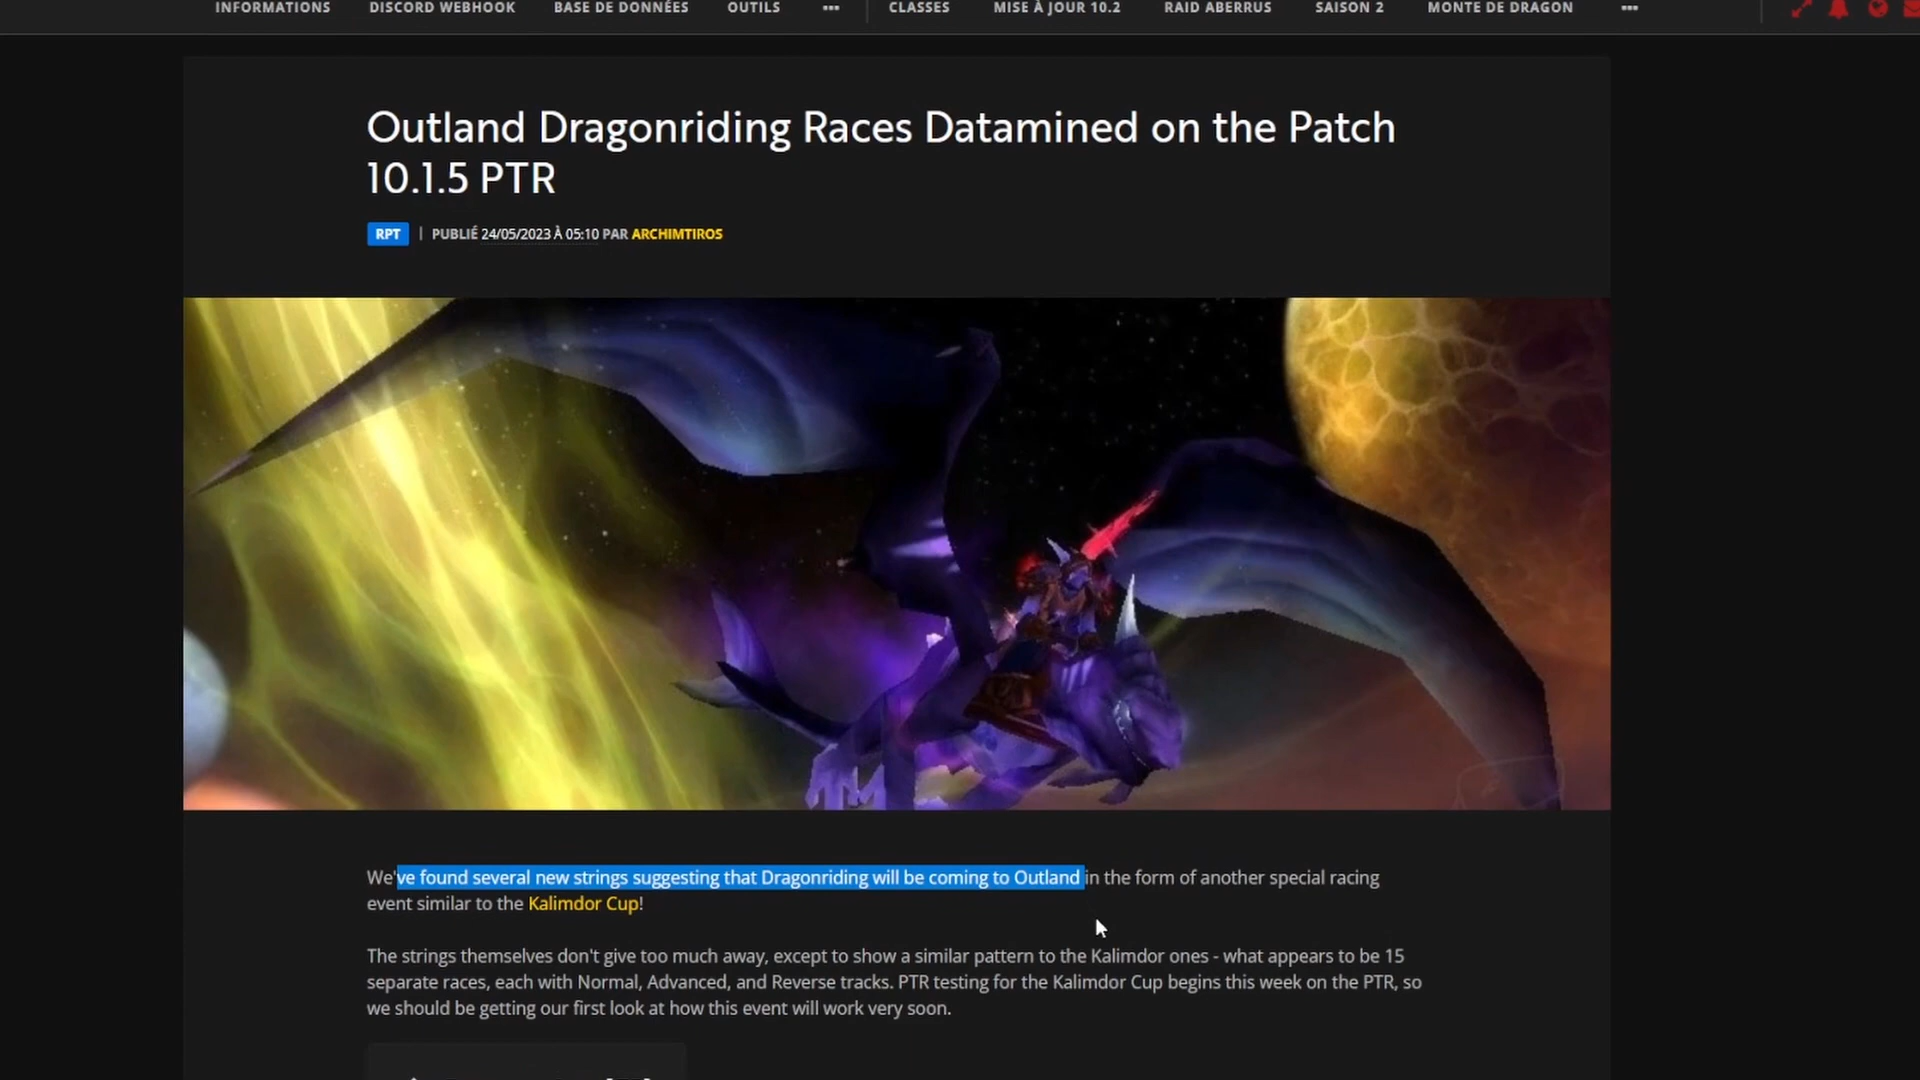 INFORMATIONS DISCORD WEBHOOK BASE DE DONNÉES OUTILS ••• CLASSES MISE À JOUR 10.2 RAID ABERRUS SAISON 2 MONTE DE DRAGON •••
Outland Dragonriding Races Datamined on the Patch
10.1.5 PTR
RPT | PUBLIÉ 24/05/2023 À 05:10 PAR ARCHIMTIROS
We've found several new strings suggesting that Dragonriding will be coming to Outland in the form of another special racing
event similar to the Kalimdor Cup!
The strings themselves don't give too much away, except to show a similar pattern to the Kalimdor ones - what appears to be 15
separate races, each with Normal, Advanced, and Reverse tracks. PTR testing for the Kalimdor Cup begins this week on the PTR, so
we should be getting our first look at how this event will work very soon.